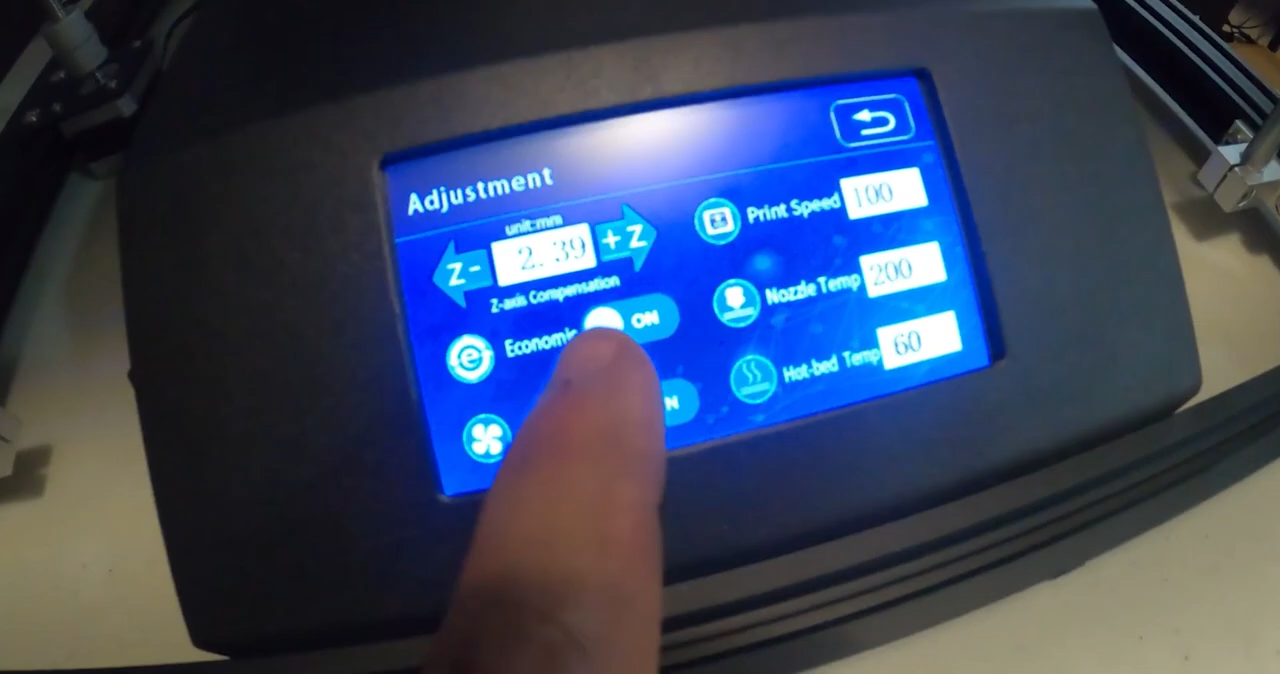 Adjustment
unit:mm
Z-
2.39
+Z
Z-axis Compensation
e
Economic
ON
Print Speed
100
Nozzle Temp
200
Hot-bed Temp
60